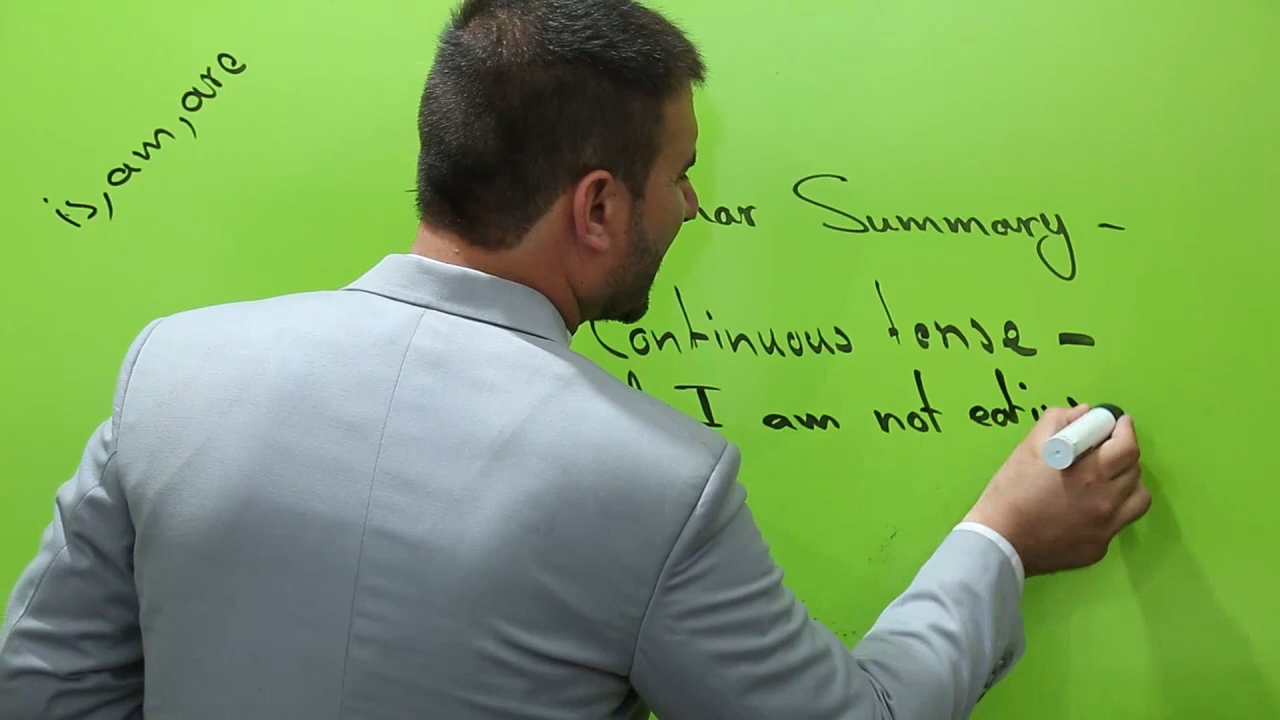 is, am, are
Summary -
Continuous tense -
I am not